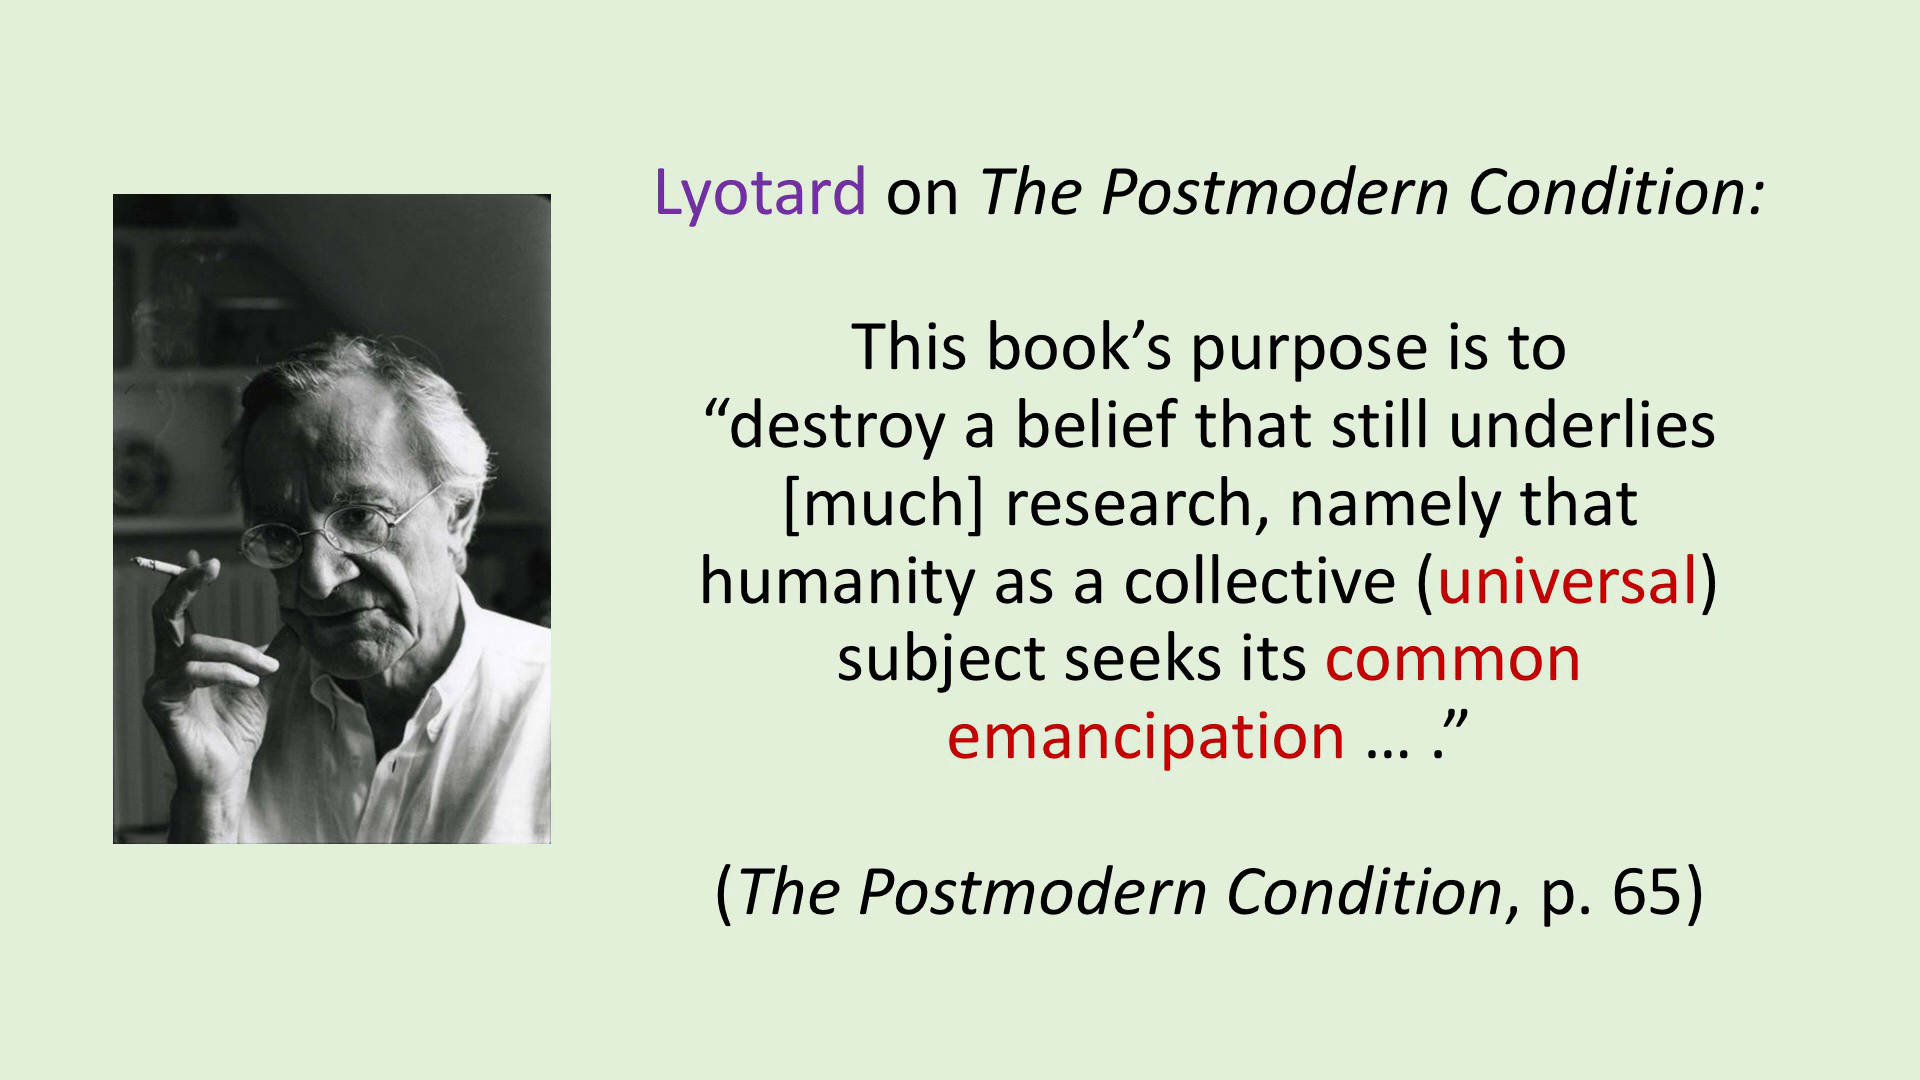 Lyotard on The Postmodern Condition:
This book’s purpose is to
“destroy a belief that still underlies
[much] research, namely that
humanity as a collective (universal)
subject seeks its common
emancipation … .”
(The Postmodern Condition, p. 65)